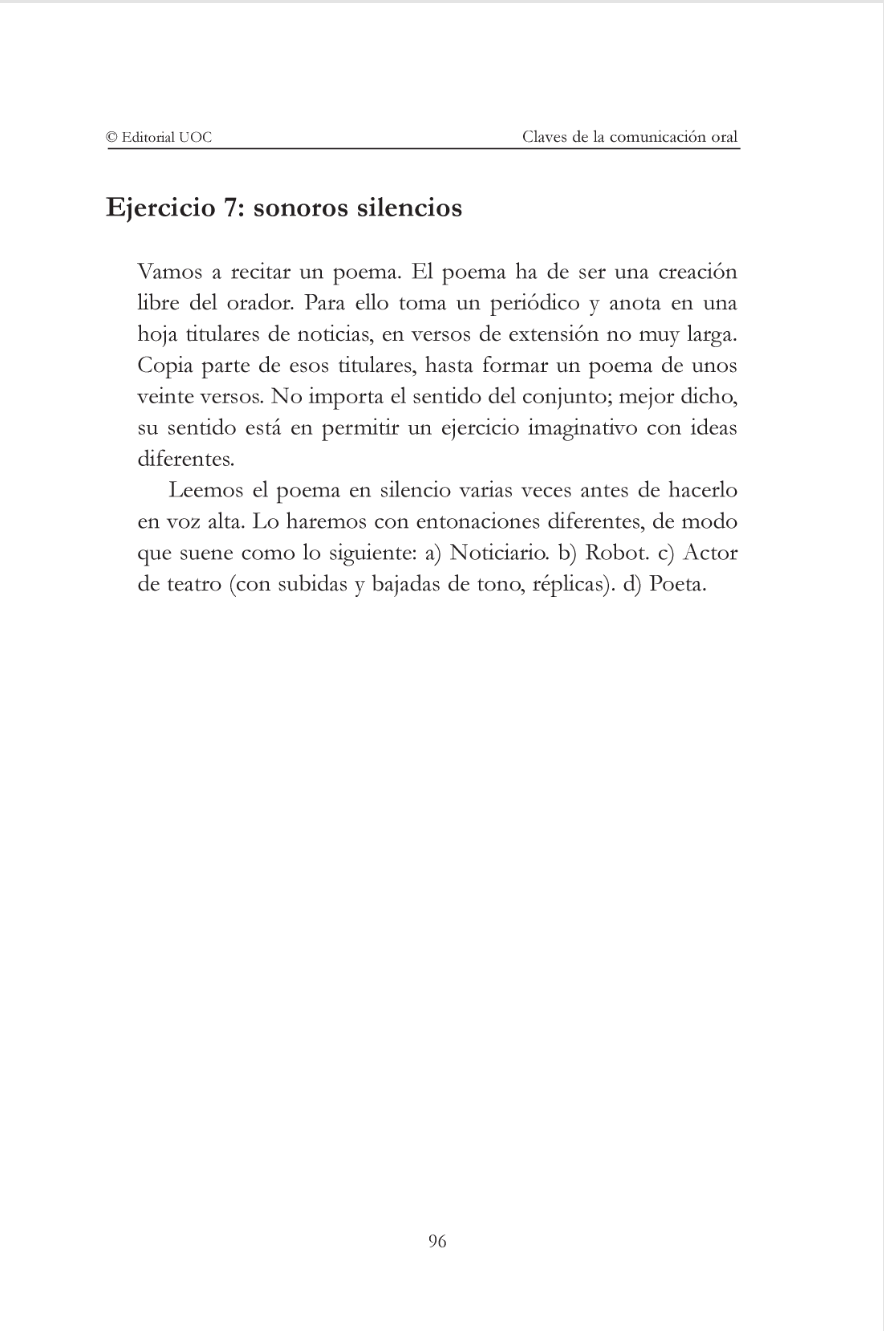 © Editorial UOC
Claves de la comunicación oral
Ejercicio 7: sonoros silencios
Vamos a recitar un poema. El poema ha de ser una creación
libre del orador. Para ello toma un periódico y anota en una
hoja titulares de noticias, en versos de extensión no muy larga.
Copia parte de esos titulares, hasta formar un poema de unos
veinte versos. No importa el sentido del conjunto; mejor dicho,
su sentido está en permitir un ejercicio imaginativo con ideas
diferentes.
Leemos el poema en silencio varias veces antes de hacerlo
en voz alta. Lo haremos con entonaciones diferentes, de modo
que suene como lo siguiente: a) Noticiario. b) Robot. c) Actor
de teatro (con subidas y bajadas de tono, réplicas). d) Poeta.
96